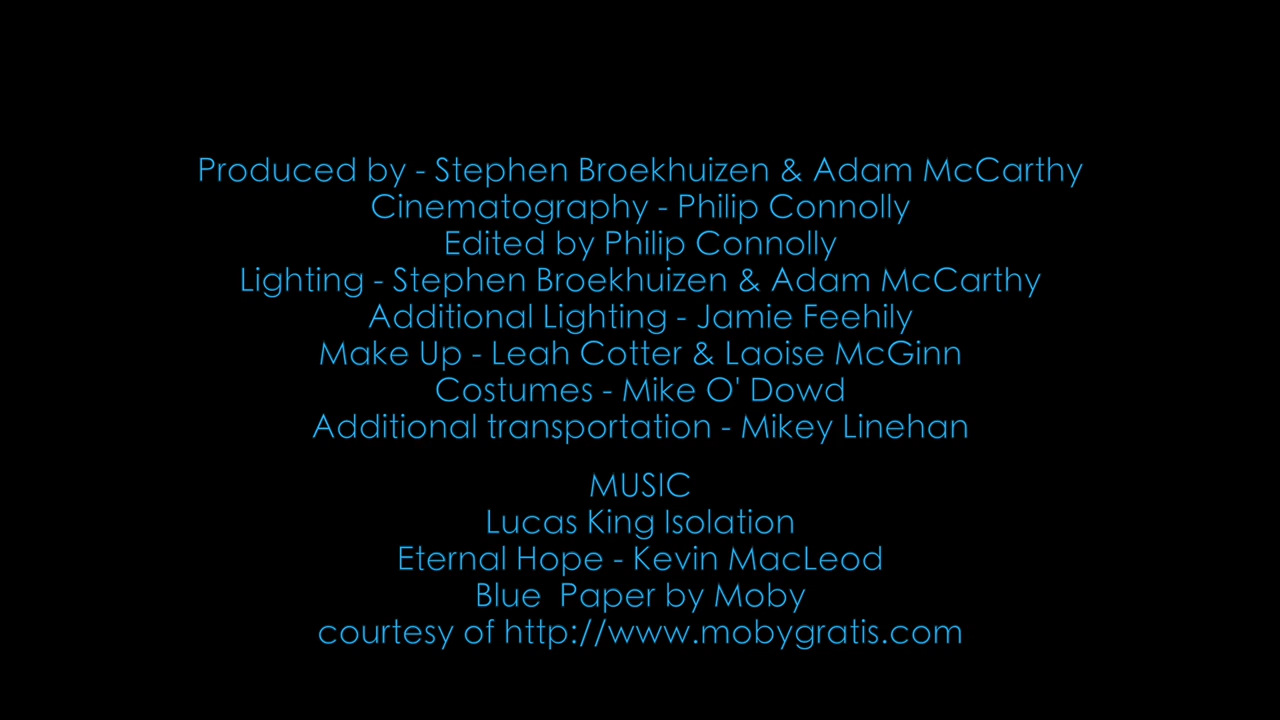 Produced by - Stephen Broekhuizen & Adam McCarthy
Cinematography - Philip Connolly
Edited by Philip Connolly
Lighting - Stephen Broekhuizen & Adam McCarthy
Additional Lighting - Jamie Feehily
Make Up - Leah Cotter & Laoise McGinn
Costumes - Mike O' Dowd
Additional transportation - Mikey Linehan
MUSIC
Lucas King Isolation
Eternal Hope - Kevin MacLeod
Blue  Paper by Moby
courtesy of http://www.mobygratis.com